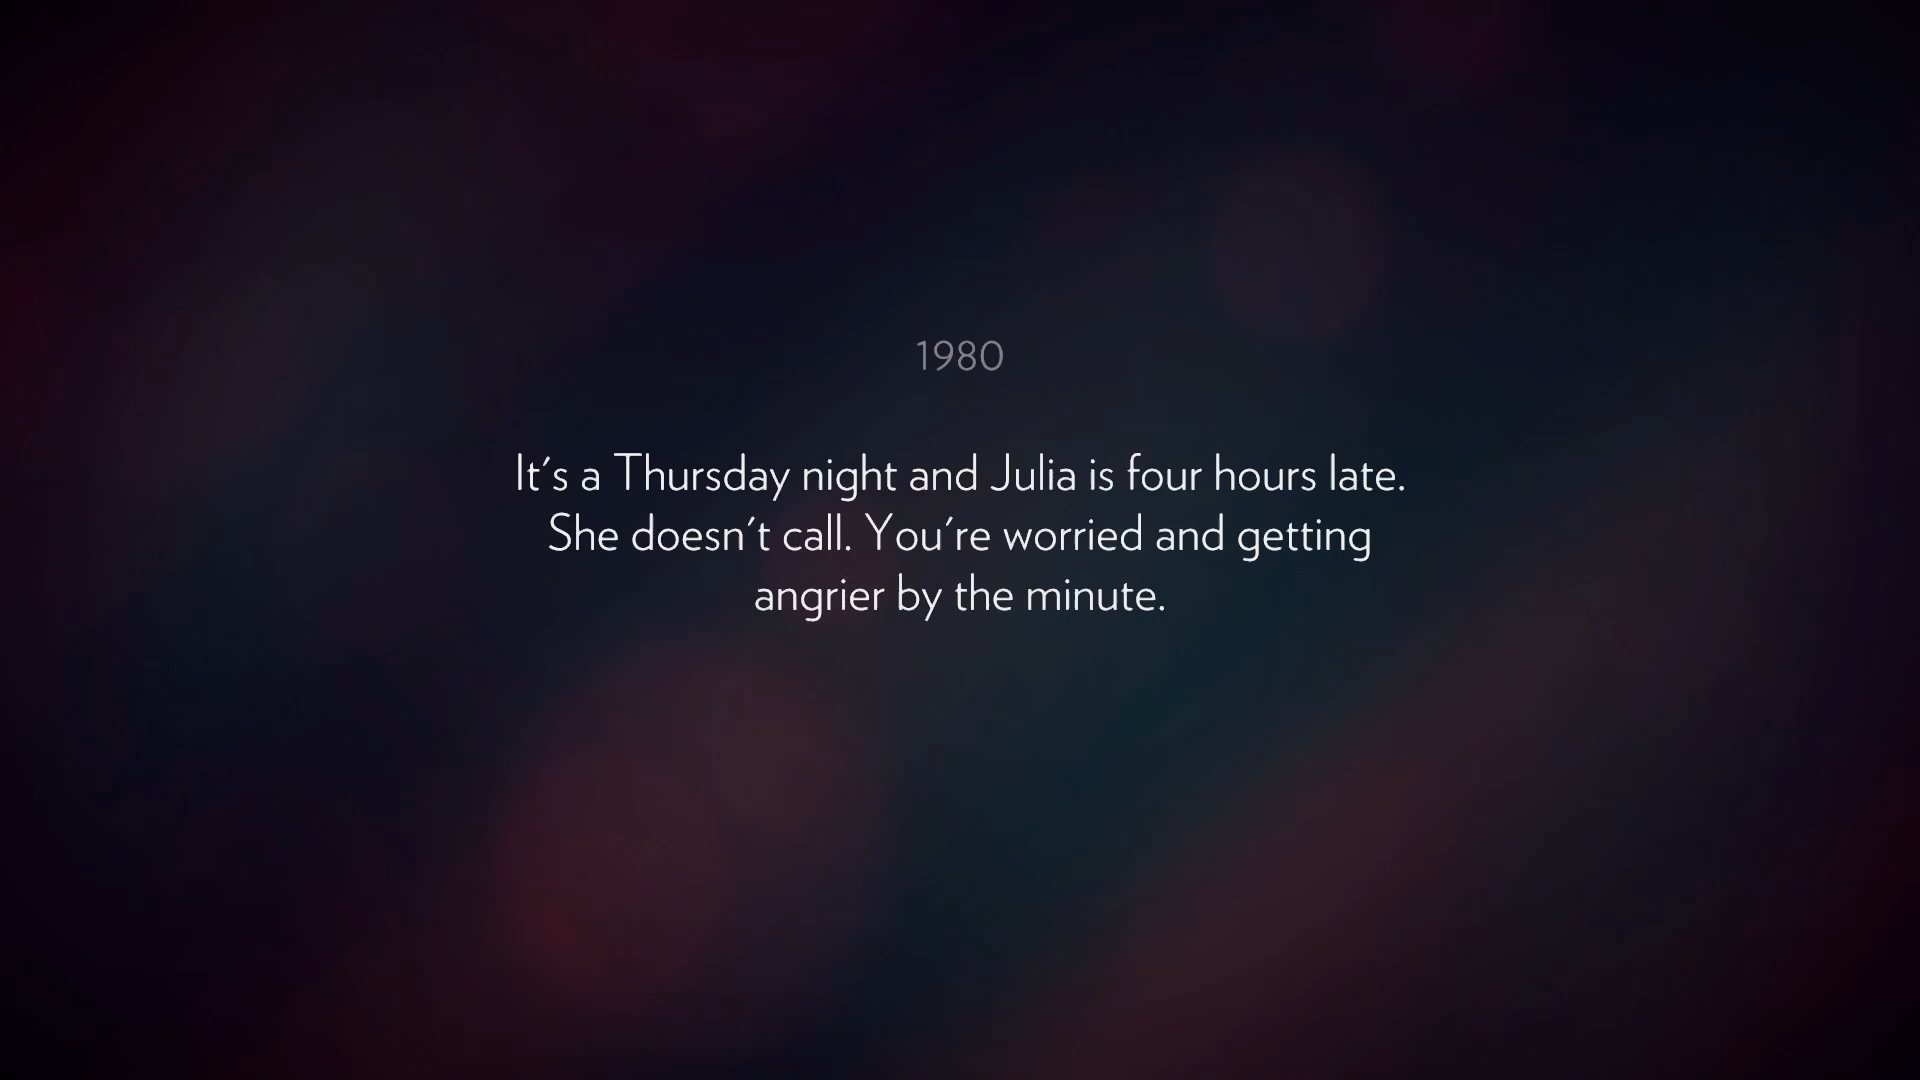 1980
It's a Thursday night and Julia is four hours late.
She doesn't call. You're worried and getting
angrier by the minute.